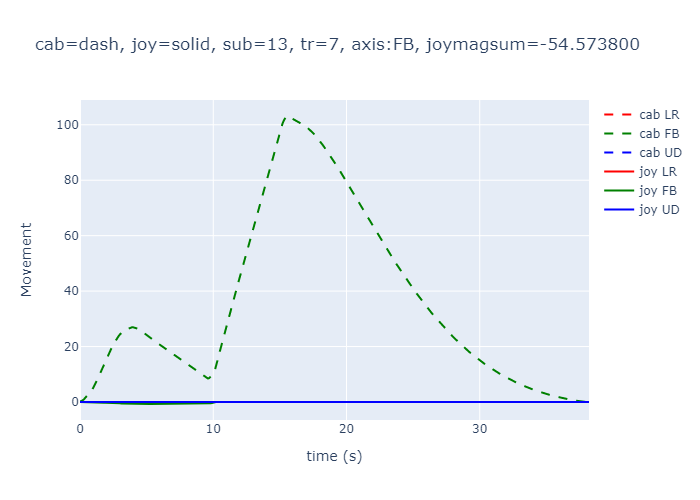 cab=dash, joy=solid, sub=13, tr=7, axis:FB, joymagsum=-54.573800
100
80
60
40
20
0
Movement
0
10
20
30
time (s)
cab LR
cab FB
cab UD
joy LR
joy FB
joy UD